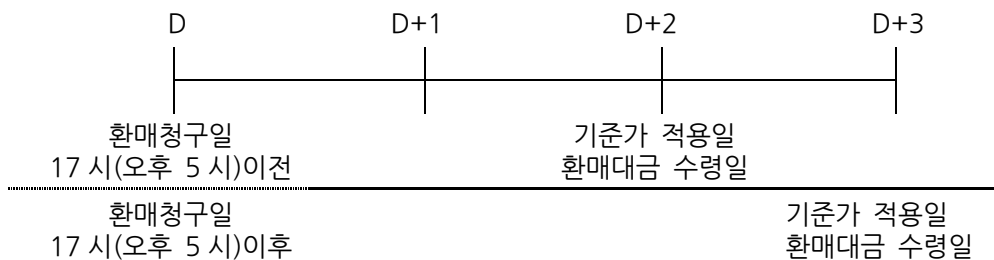 D D+1 D+2 D+3
환매청구일 기준가 적용일
17 시(오후 5 시)이전 환매대금 수령일
환매청구일 기준가 적용일
17 시(오후 5 시)이후 환매대금 수령일